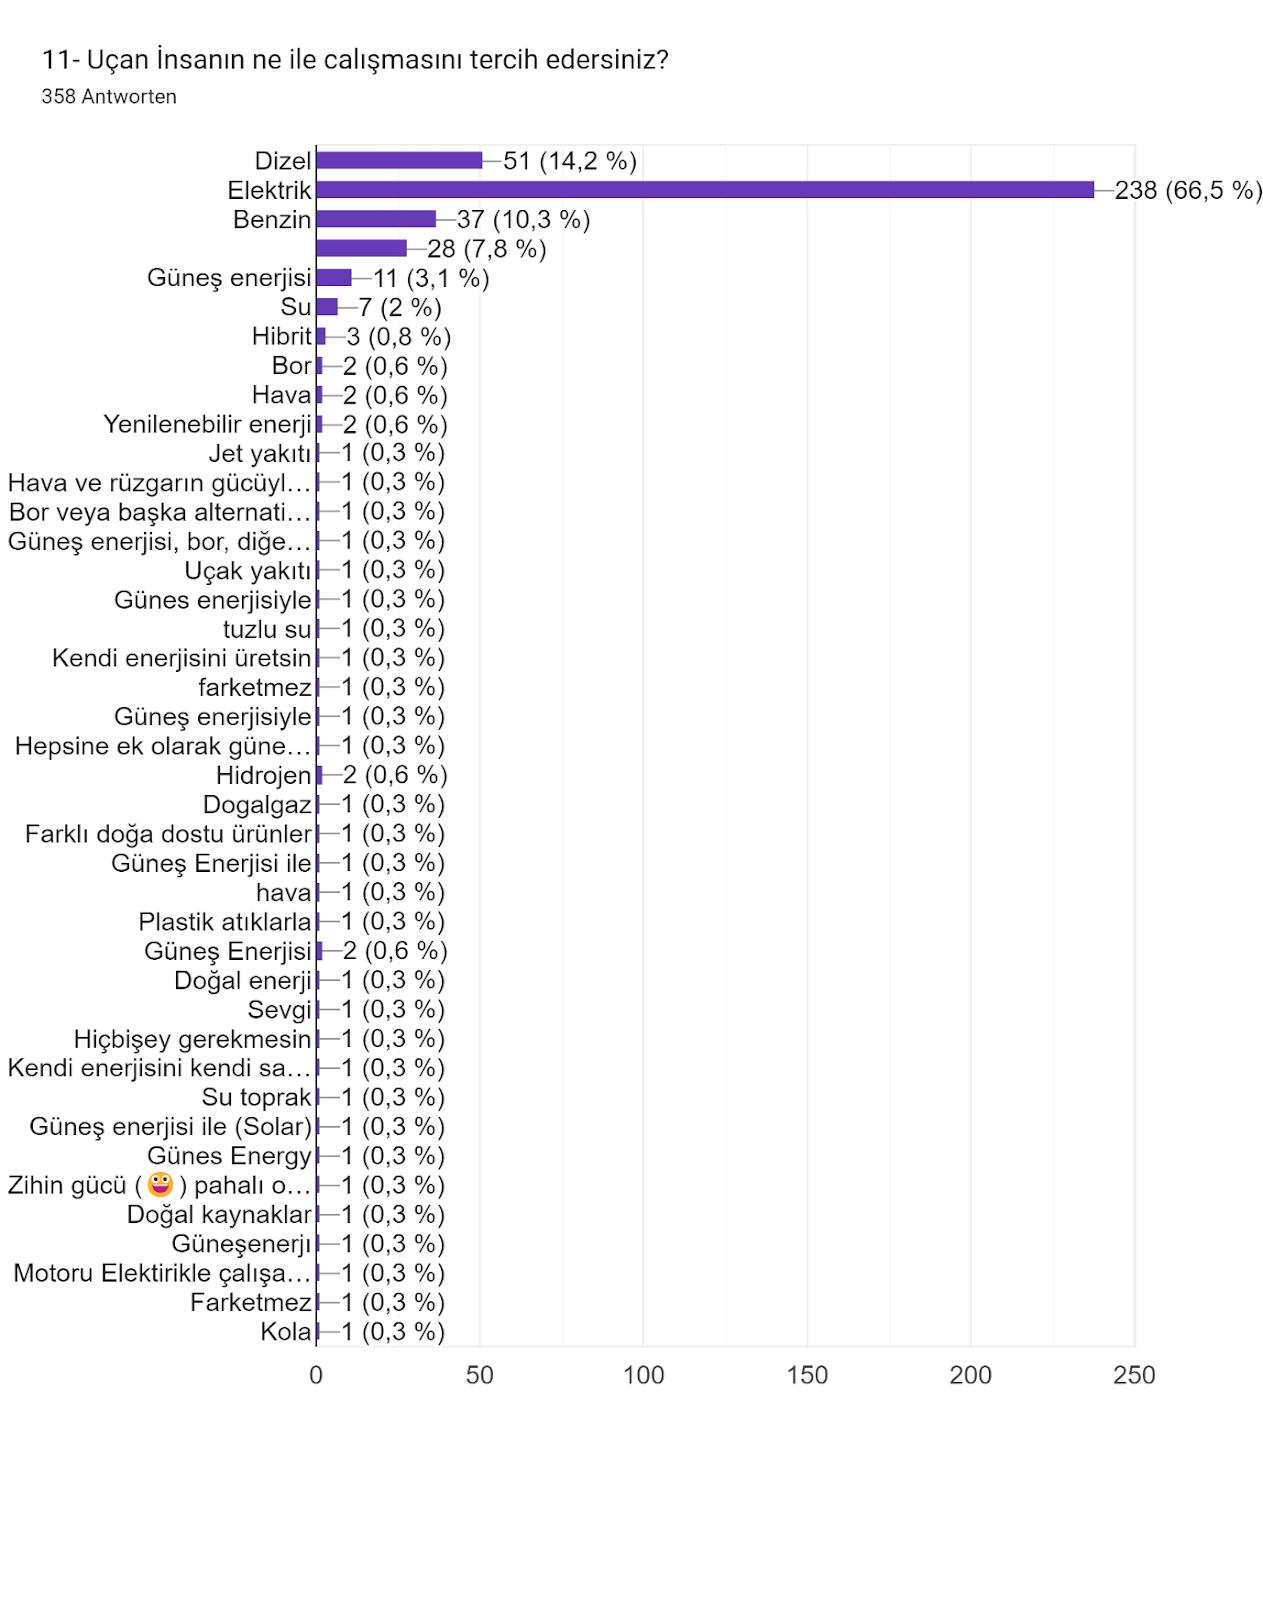 11- Uçan İnsanın ne ile calışmasını tercih edersiniz?
358 Antworten
Dizel 51 (14,2 %)
Elektrik 238 (66,5 %)
Benzin 37 (10,3 %)
28 (7,8 %)
Güneş enerjisi 11 (3,1 %)
Su 7 (2 %)
Hibrit 3 (0,8 %)
Bor 2 (0,6 %)
Hava 2 (0,6 %)
Yenilenebilir enerji 2 (0,6 %)
Jet yakıtı 1 (0,3 %)
Hava ve rüzgarın gücüyl… 1 (0,3 %)
Bor veya başka alternati… 1 (0,3 %)
Güneş enerjisi, bor, diğe… 1 (0,3 %)
Uçak yakıtı 1 (0,3 %)
Günes enerjisiyle 1 (0,3 %)
tuzlu su 1 (0,3 %)
Kendi enerjisini üretsin 1 (0,3 %)
farketmez 1 (0,3 %)
Güneş enerjisiyle 1 (0,3 %)
Hepsine ek olarak güne… 1 (0,3 %)
Hidrojen 2 (0,6 %)
Dogalgaz 1 (0,3 %)
Farklı doğa dostu ürünler 1 (0,3 %)
Güneş Enerjisi ile 1 (0,3 %)
hava 1 (0,3 %)
Plastik atıklarla 1 (0,3 %)
Güneş Enerjisi 2 (0,6 %)
Doğal enerji 1 (0,3 %)
Sevgi 1 (0,3 %)
Hiçbişey gerekmesin 1 (0,3 %)
Kendi enerjisini kendi sa… 1 (0,3 %)
Su toprak 1 (0,3 %)
Güneş enerjisi ile (Solar) 1 (0,3 %)
Günes Energy 1 (0,3 %)
Zihin gücü (😀) pahalı o… 1 (0,3 %)
Doğal kaynaklar 1 (0,3 %)
Güneşenerjı 1 (0,3 %)
Motoru Elektirikle çalışa… 1 (0,3 %)
Farketmez 1 (0,3 %)
Kola 1 (0,3 %)
0 50 100 150 200 250